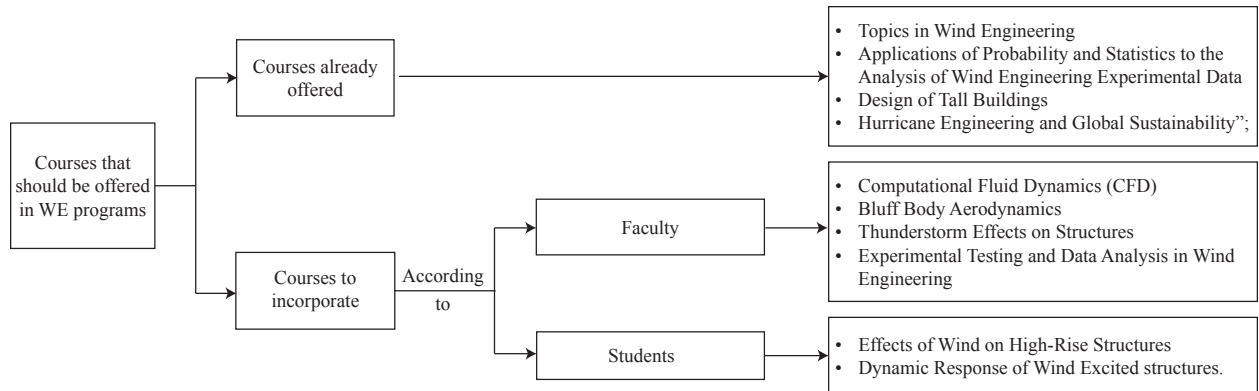 Courses that
should be offered
in WE programs
Courses already
offered
• Topics in Wind Engineering
• Applications of Probability and Statistics to the
Analysis of Wind Engineering Experimental Data
• Design of Tall Buildings
• Hurricane Engineering and Global Sustainability”;
Courses to
incorporate
According
to
Faculty
• Computational Fluid Dynamics (CFD)
• Bluff Body Aerodynamics
• Thunderstorm Effects on Structures
• Experimental Testing and Data Analysis in Wind
Engineering
Students
• Effects of Wind on High-Rise Structures
• Dynamic Response of Wind Excited structures.